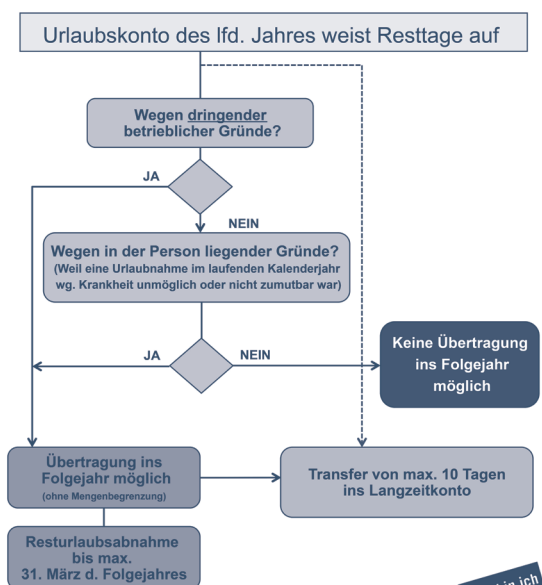 Urlaubskonto des lfd. Jahres weist Resttage auf
Wegen dringender
betrieblicher Gründe?
JA
NEIN
Wegen in der Person liegender Gründe?
(Weil eine Urlaubnahme im laufenden Kalenderjahr
wg. Krankheit unmöglich oder nicht zumutbar war)
JA
NEIN
Keine Übertragung
ins Folgejahr
möglich
Übertragung ins
Folgejahr möglich
(ohne Mengenbegrenzung)
Transfer von max. 10 Tagen
ins Langzeitkonto
Resturlaubsabnahme
bis max.
31. März d. Folgejahres
in ich